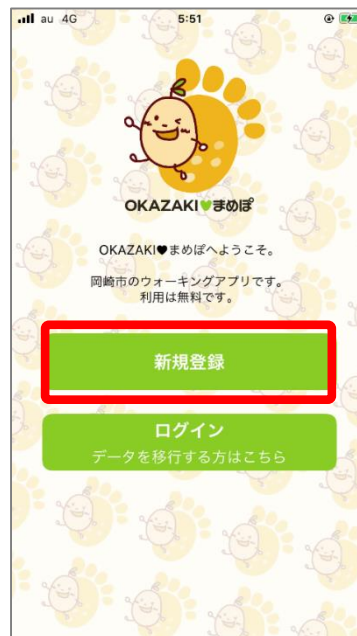 au 4G 5:51
OKAZAKI♥まめぽ
OKAZAKI♥まめぽへようこそ。
岡崎市のウォーキングアプリです。
利用は無料です。
新規登録
ログイン
データを移行する方はこちら